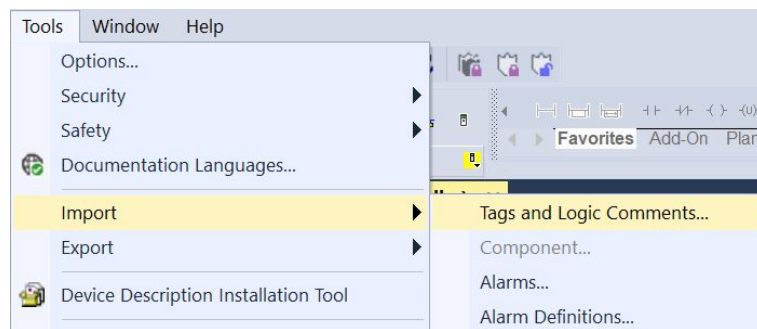 Tools Window Help
Options...
Security
Safety
Favorites Add-On
Documentation Languages...
Import
Tags and Logic Comments...
Export
Component...
Alarms...
Device Description Installation Tool
Alarm Definitions...